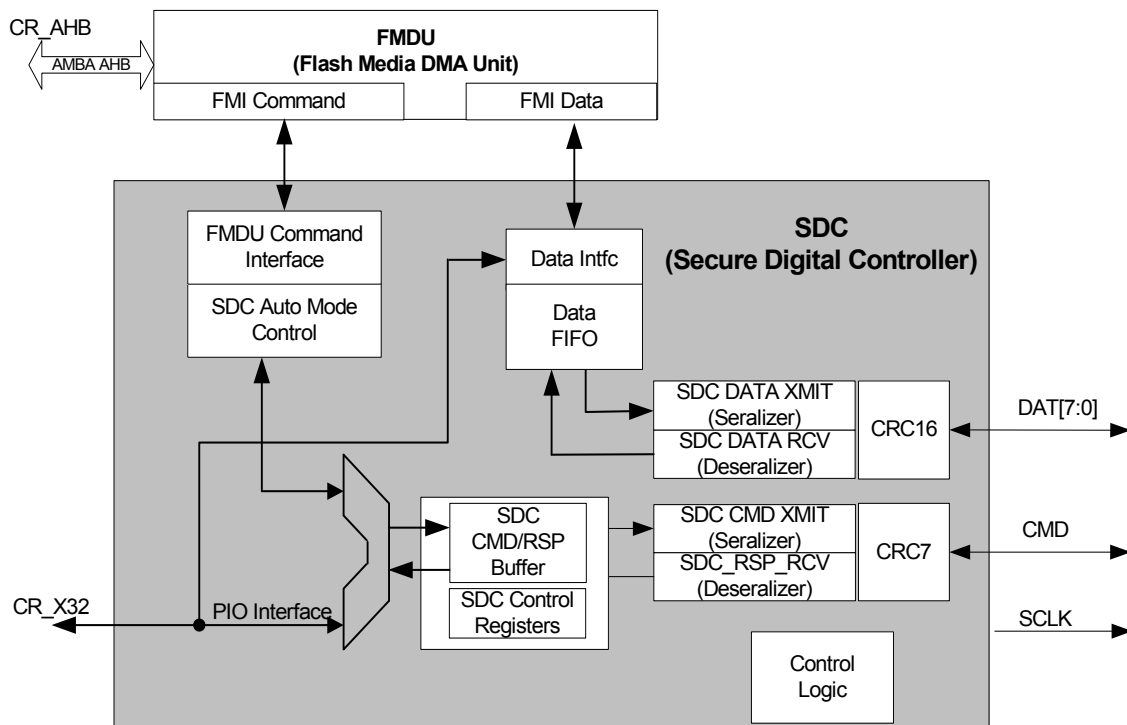 CR_AHB
AMBA AHB
FMDU
(Flash Media DMA Unit)
FMI Command
FMI Data
SDC
(Secure Digital Controller)
FMDU Command
Interface
SDC Auto Mode
Control
Data Intfc
Data
FIFO
SDC DATA XMIT
(Seralizer)
SDC DATA RCV
(Deseralizer)
CRC16
DAT[7:0]
SDC
CMD/RSP
Buffer
SDC Control
Registers
SDC CMD XMIT
(Seralizer)
SDC_RSP_RCV
(Deseralizer)
CRC7
CMD
CR_X32
PIO Interface
SCLK
Control
Logic